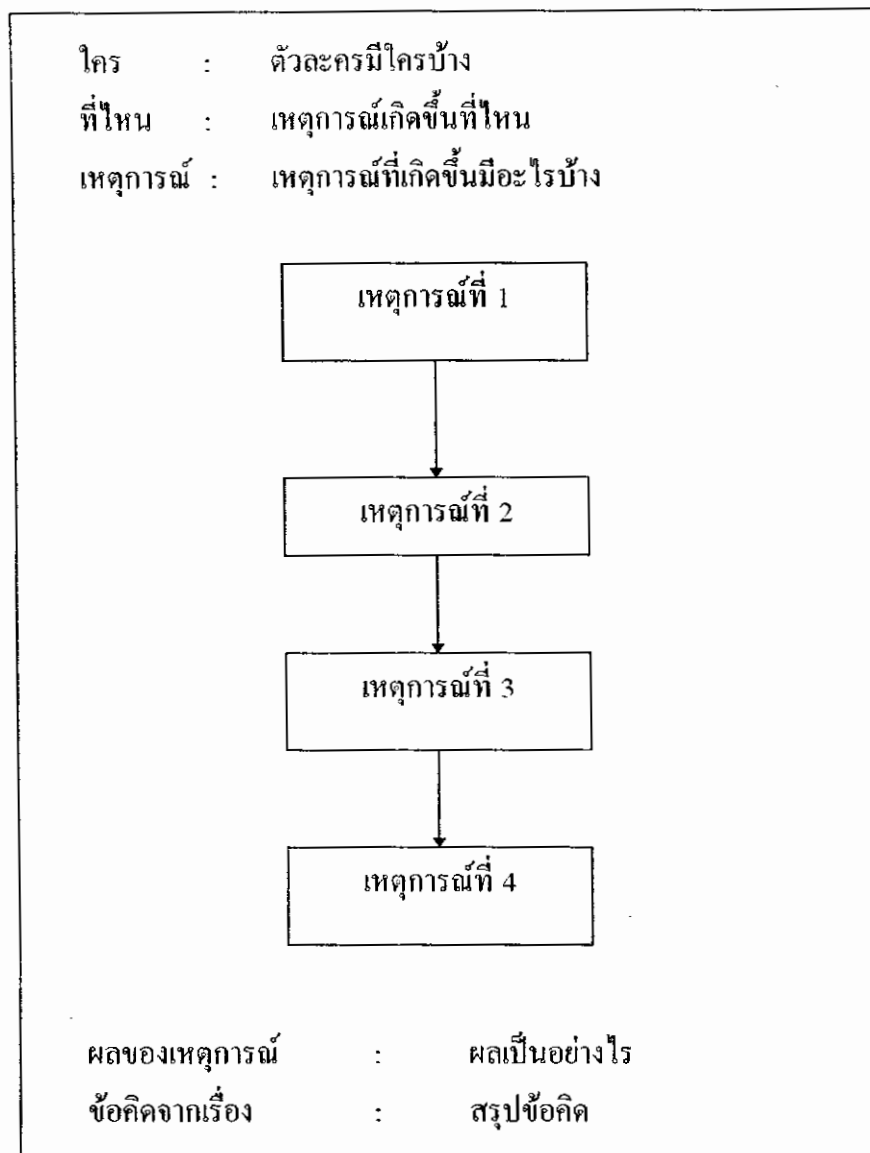 ใคร : ตัวละครมีใครบ้าง
ที่ไหน : เหตุการณ์เกิดขึ้นที่ไหน
เหตุการณ์ : เหตุการณ์ที่เกิดขึ้นมีอะไรบ้าง
เหตุการณ์ที่ 1
เหตุการณ์ที่ 2
เหตุการณ์ที่ 3
เหตุการณ์ที่ 4
ผลของเหตุการณ์ : ผลเป็นอย่างไร
ข้อคิดจากเรื่อง : สรุปข้อคิด